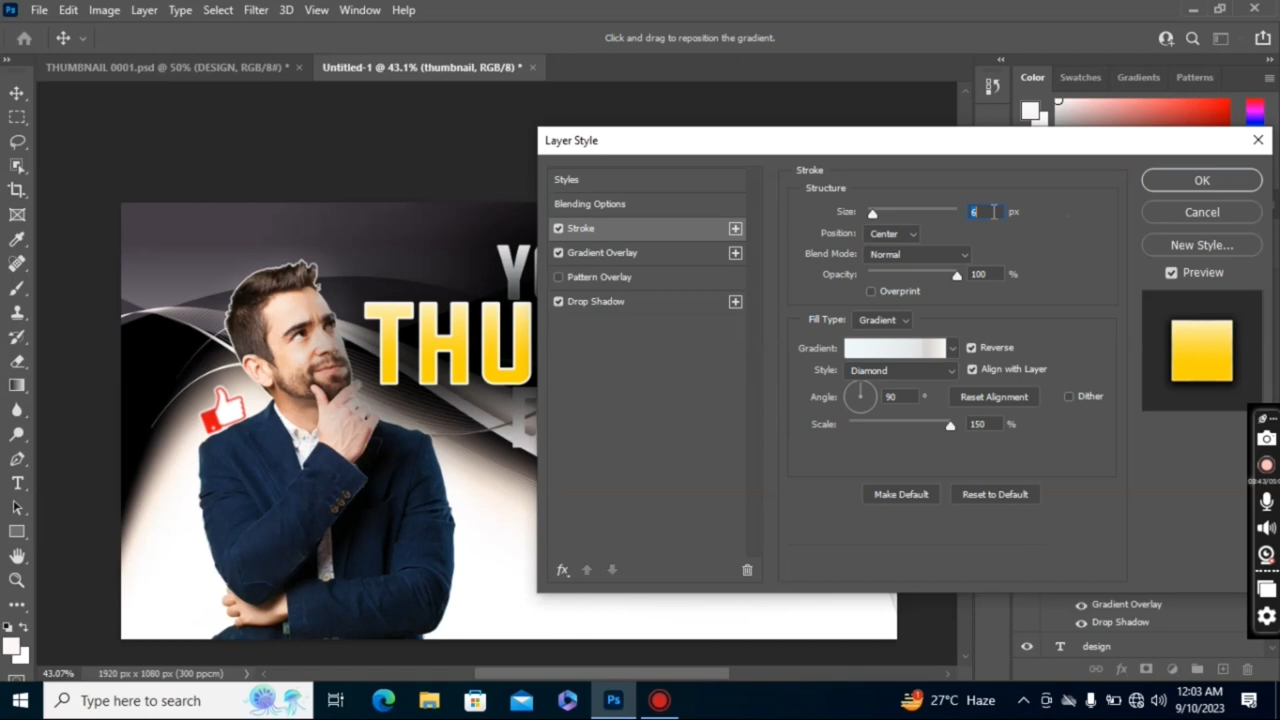 Ps File Edit Image Layer Type Select Filter 3D View Window Help
Click and drag to reposition the gradient.
THUMBNAIL 0001.psd @ 50% (DESIGN, RGB/8#) * ×
Untitled-1 @ 43.1% (thumbnail, RGB/8) * ×
Color Swatches Gradients Patterns
Layer Style
Styles
Blending Options
Stroke
Gradient Overlay
Pattern Overlay
Drop Shadow
fx
Stroke
Structure
Size: 6 px
Position: Center
Blend Mode: Normal
Opacity: 100 %
Overprint
Fill Type: Gradient
Gradient: Reverse
Style: Diamond Align with Layer
Angle: 90 ° Reset Alignment Dither
Scale: 150 %
Make Default Reset to Default
OK
Cancel
New Style...
Preview
THU
Gradient Overlay
Drop Shadow
T design
fx
43.07% 1920 px x 1080 px (300 ppcm)
Type here to search
Ps
27°C Haze
12:03 AM
9/10/2023